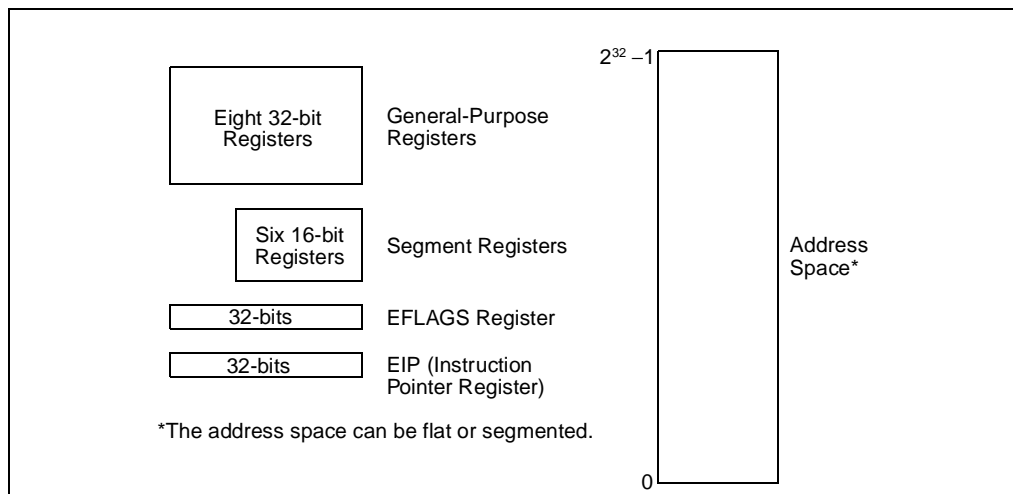 2³² –1
Eight 32-bit
Registers
General-Purpose
Registers
Six 16-bit
Registers
Segment Registers
Address
Space*
32-bits
EFLAGS Register
32-bits
EIP (Instruction
Pointer Register)
*The address space can be flat or segmented.
0